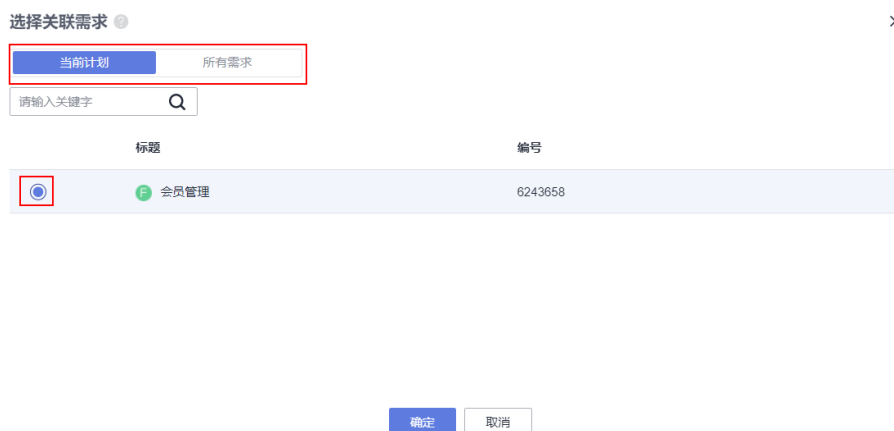 选择关联需求
当前计划 所有需求
请输入关键字
标题 编号
F 会员管理 6243658
确定 取消